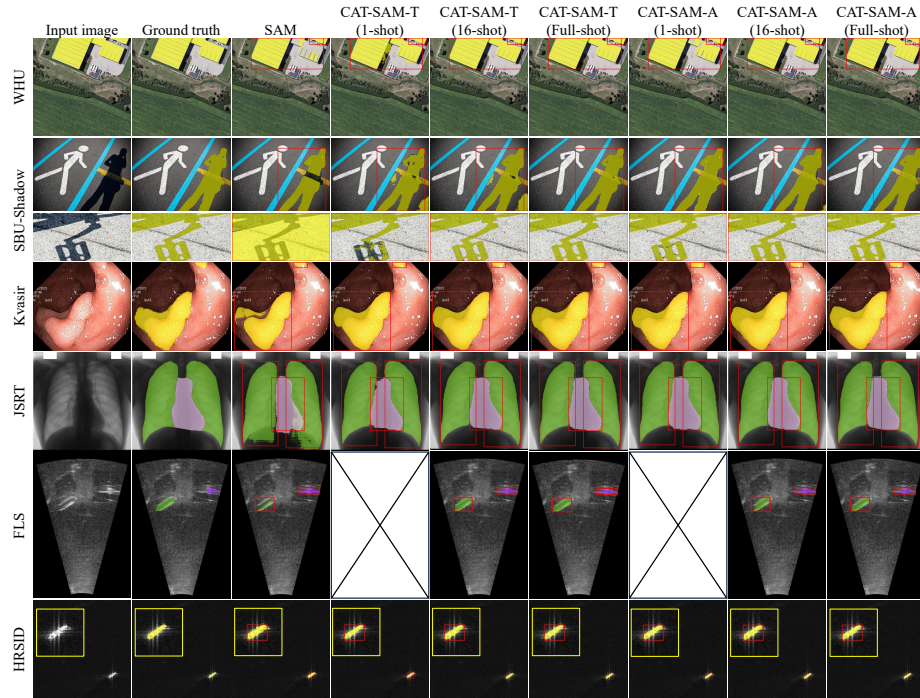 Input image Ground truth SAM CAT-SAM-T (1-shot) CAT-SAM-T (16-shot) CAT-SAM-T (Full-shot) CAT-SAM-A (1-shot) CAT-SAM-A (16-shot) CAT-SAM-A (Full-shot)
WHU
SBU-Shadow
Kvasir
JSRT
FLS
HRSID